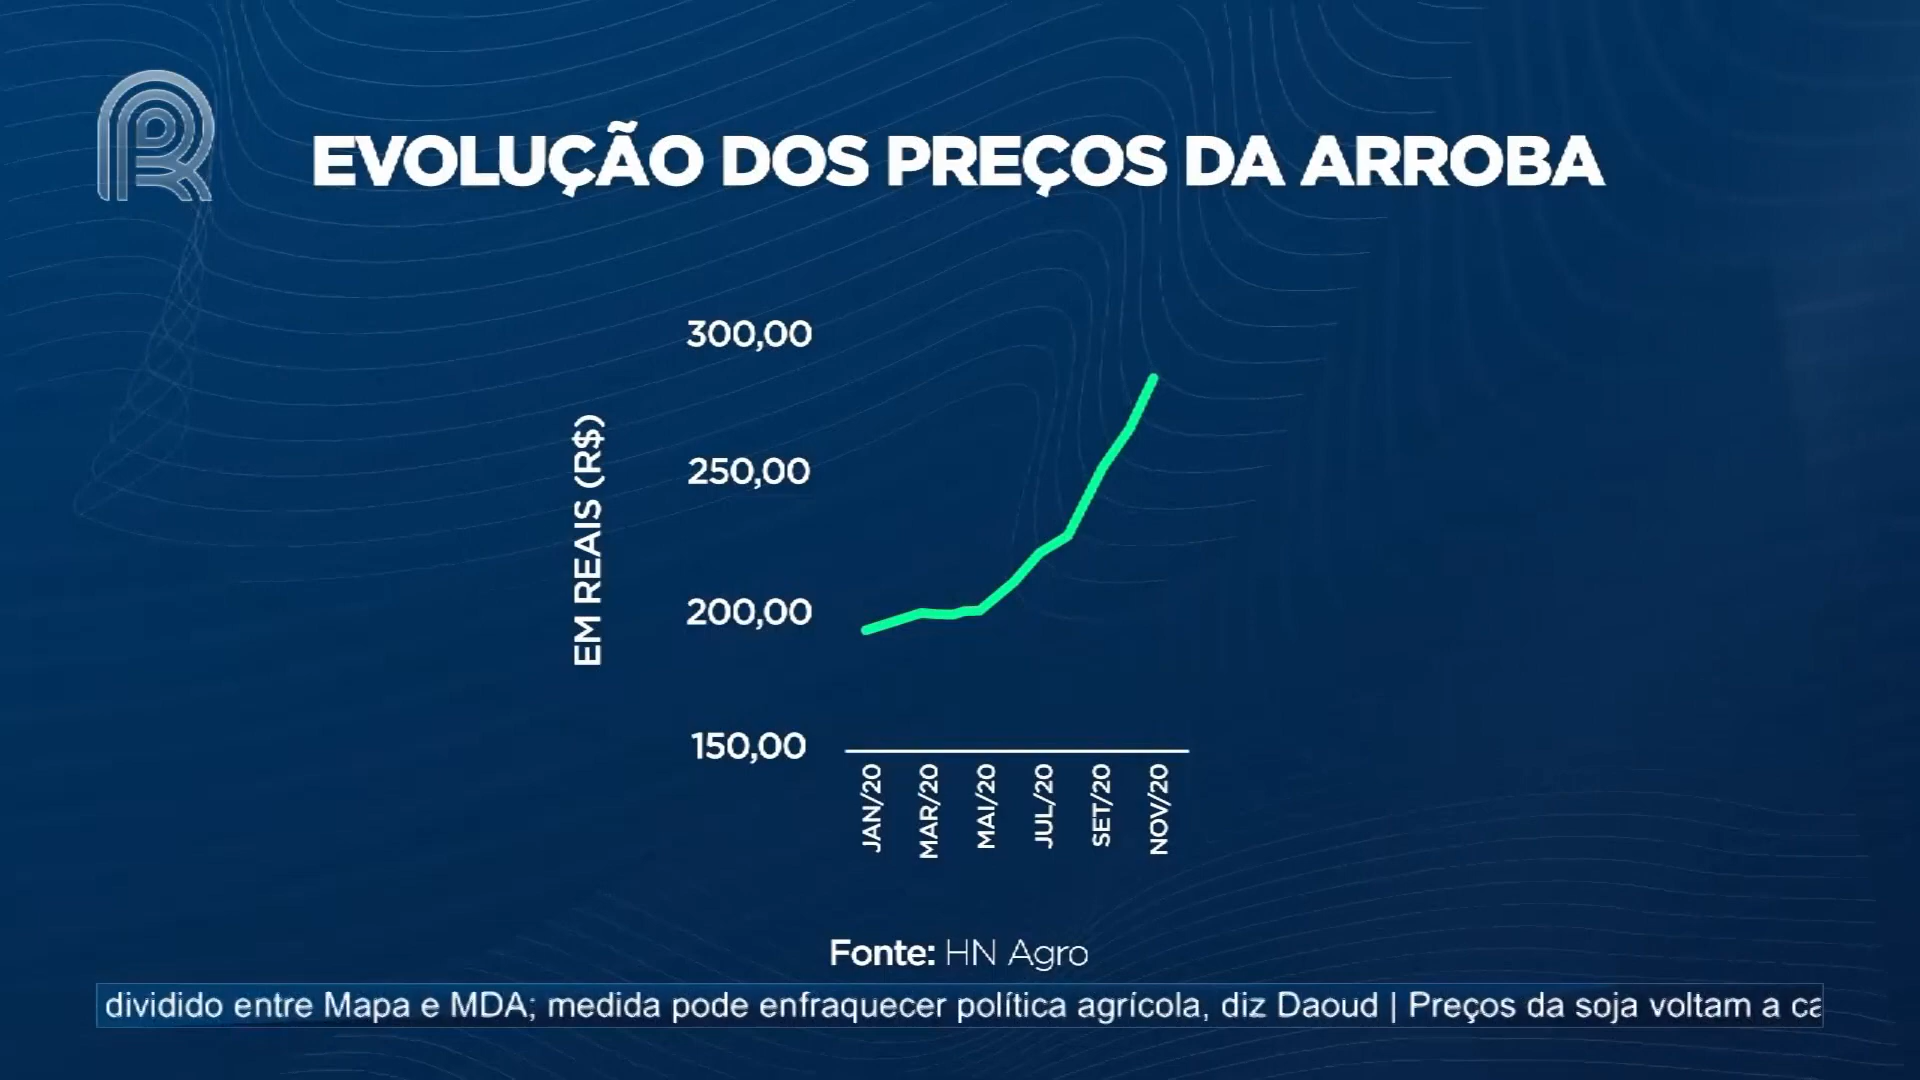 EVOLUÇÃO DOS PREÇOS DA ARROBA
EM REAIS (R$)
300,00
250,00
200,00
150,00
JAN/20
MAR/20
MAI/20
JUL/20
SET/20
NOV/20
Fonte: HN Agro
dividido entre Mapa e MDA; medida pode enfraquecer política agrícola, diz Daoud | Preços da soja voltam a ca